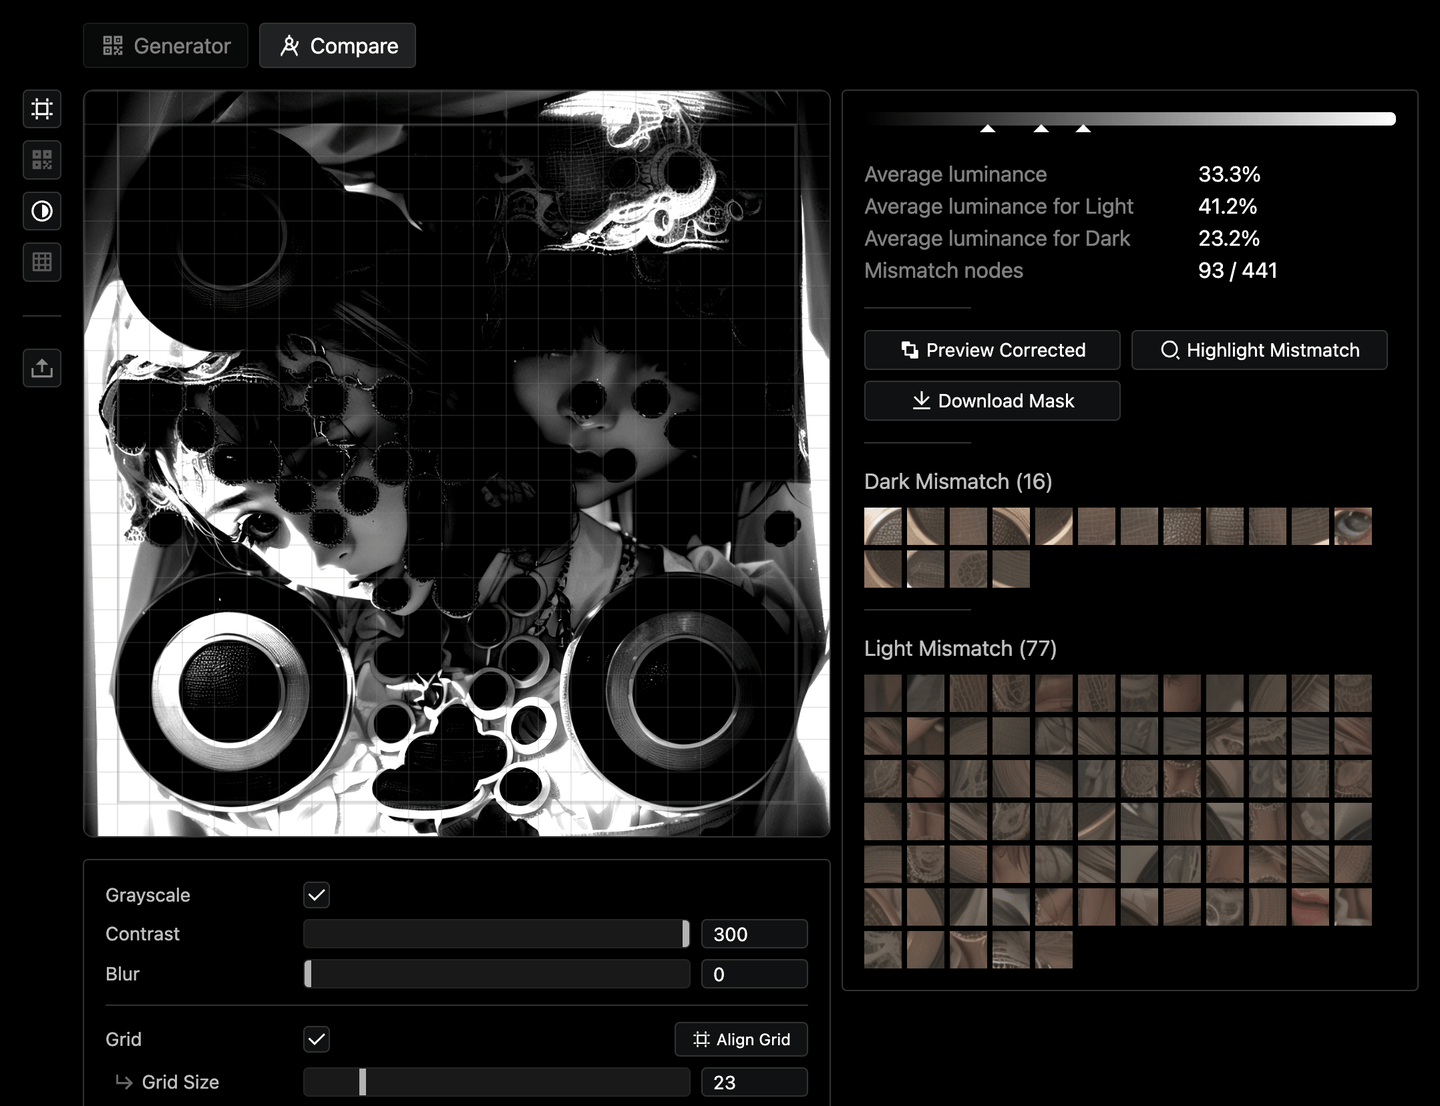 Generator
Compare
Average luminance 33.3%
Average luminance for Light 41.2%
Average luminance for Dark 23.2%
Mismatch nodes 93 / 441
Preview Corrected
Highlight Mistmatch
Download Mask
Dark Mismatch (16)
Light Mismatch (77)
Grayscale
Contrast 300
Blur 0
Grid Align Grid
Grid Size 23